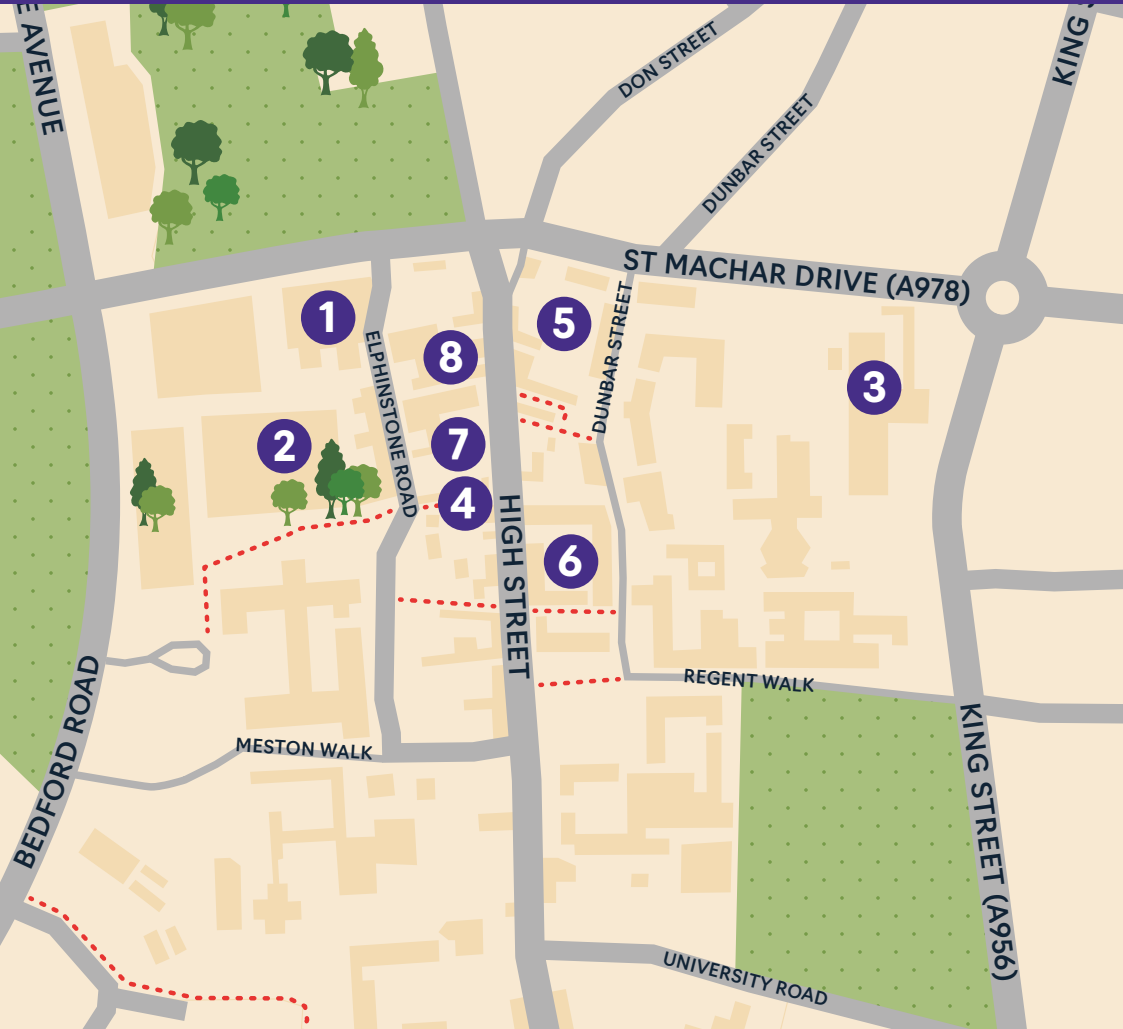 E AVENUE
DON STREET
KING S
DUNBAR STREET
ST MACHAR DRIVE (A978)
1
5
DUNBAR STREET
8
ELPHINSTONE ROAD
3
2
7
4
HIGH STREET
6
REGENT WALK
BEDFORD ROAD
MESTON WALK
KING STREET (A956)
UNIVERSITY ROAD